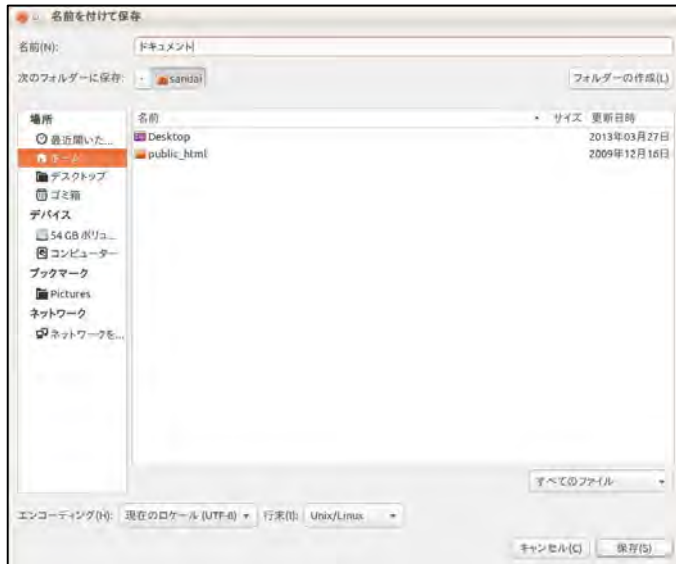 名前を付けて保存
名前(N): ドキュメント
次のフォルダーに保存: sandai フォルダーの作成(L)
場所
最近開いた...
ホーム
デスクトップ
ゴミ箱
デバイス
54 GB ボリュ...
コンピューター
ブックマーク
Pictures
ネットワーク
ネットワークを...
名前 サイズ 更新日時
Desktop 2013年03月27日
public_html 2009年12月16日
すべてのファイル
エンコーディング(H): 現在のロケール (UTF-8) 行末(I): Unix/Linux
キャンセル(C) 保存(S)